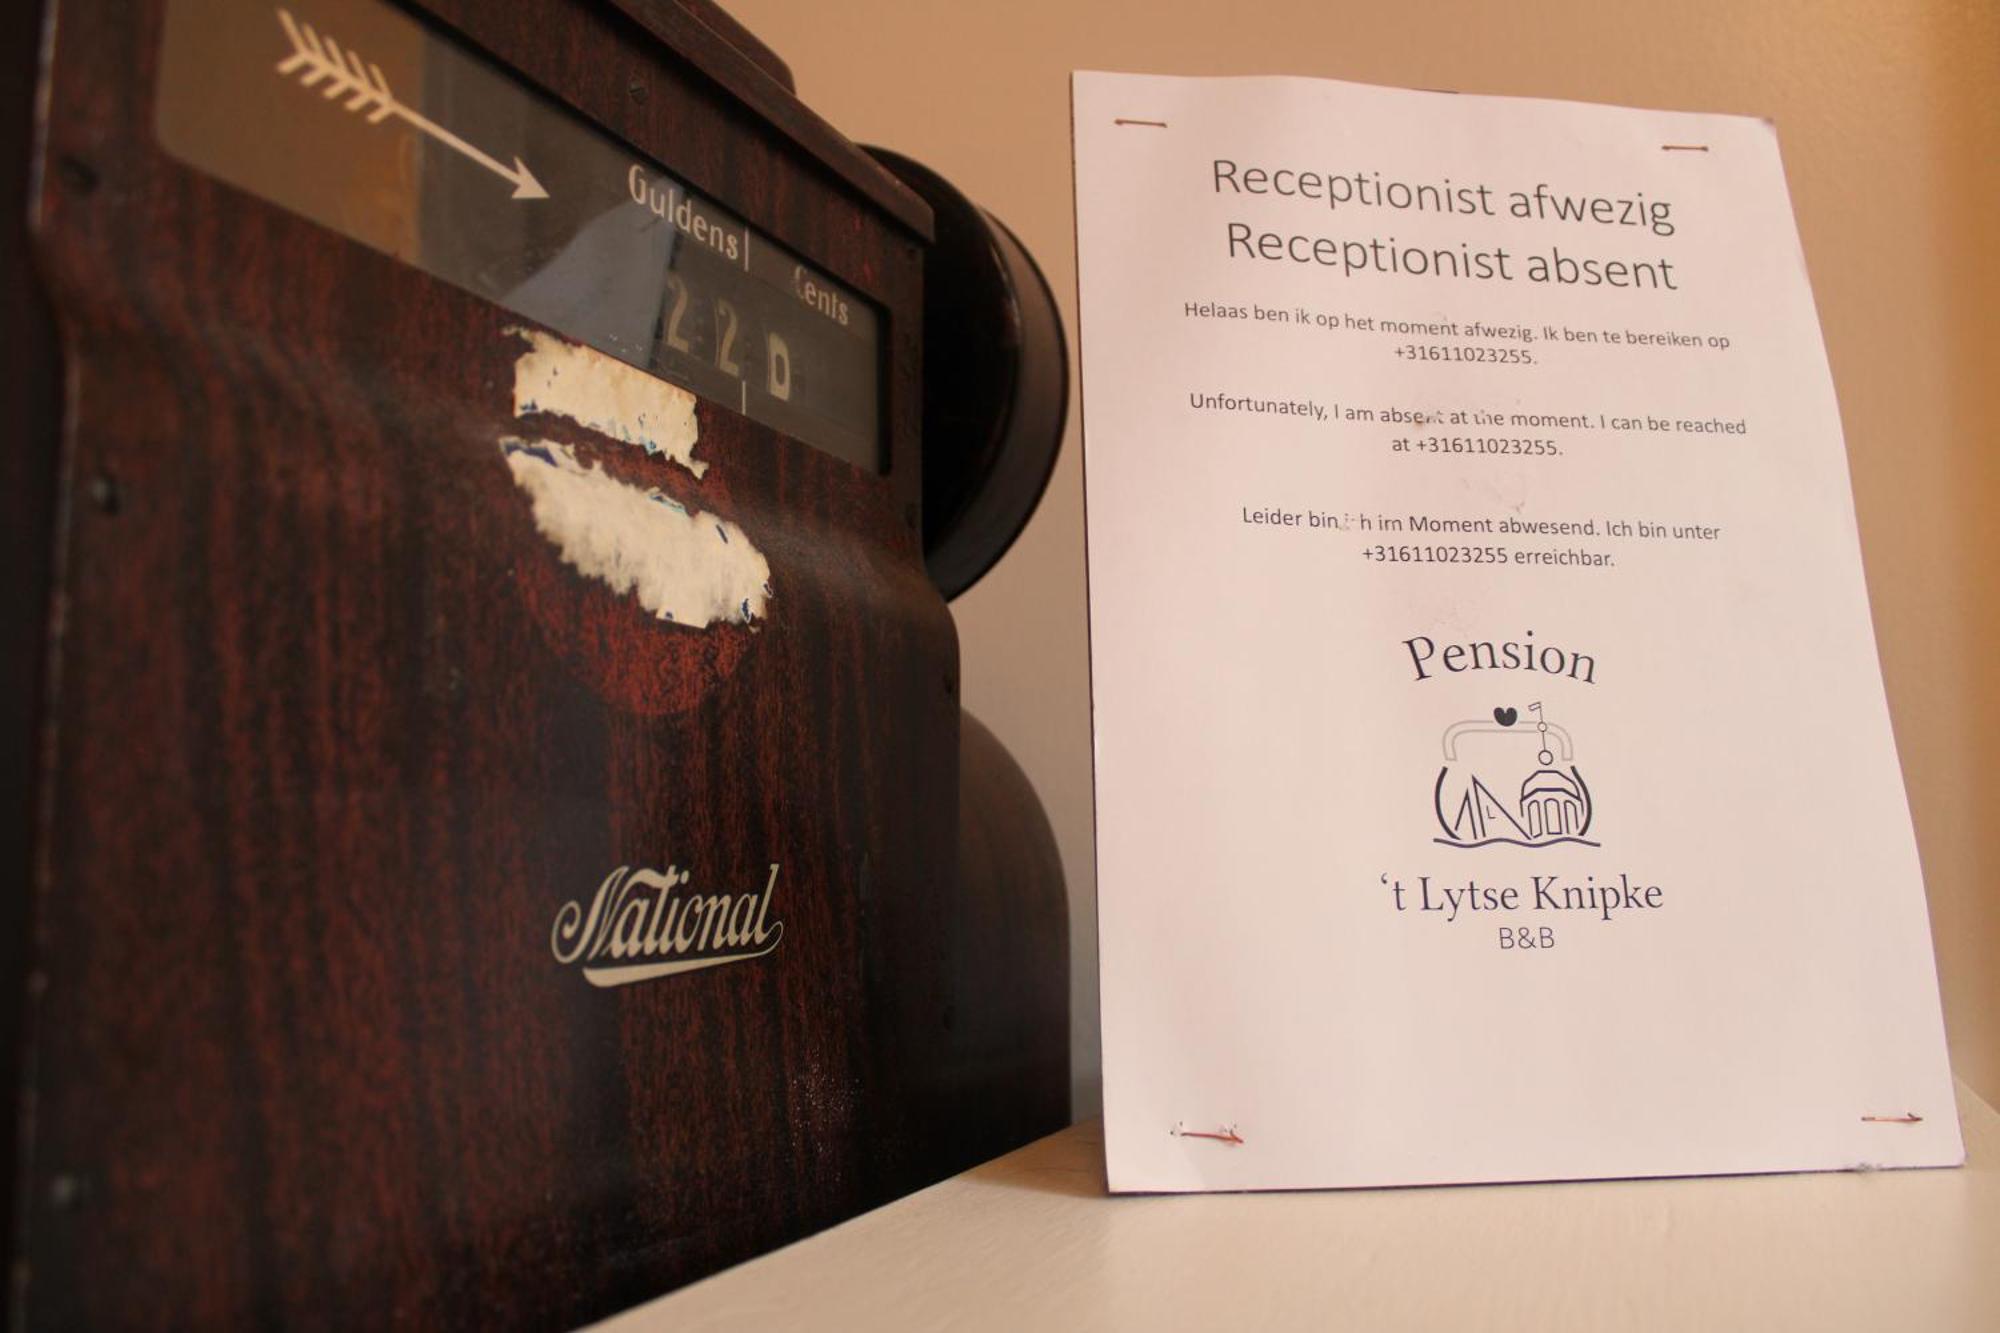 Guldens
Cents
2 2 0
National
Receptionist afwezig
Receptionist absent
Helaas ben ik op het moment afwezig. Ik ben te bereiken op
+31611023255.
Unfortunately, I am absent at the moment. I can be reached
at +31611023255.
Leider bin ich im Moment abwesend. Ich bin unter
+31611023255 erreichbar.
Pension
‘t Lytse Knipke
B&B